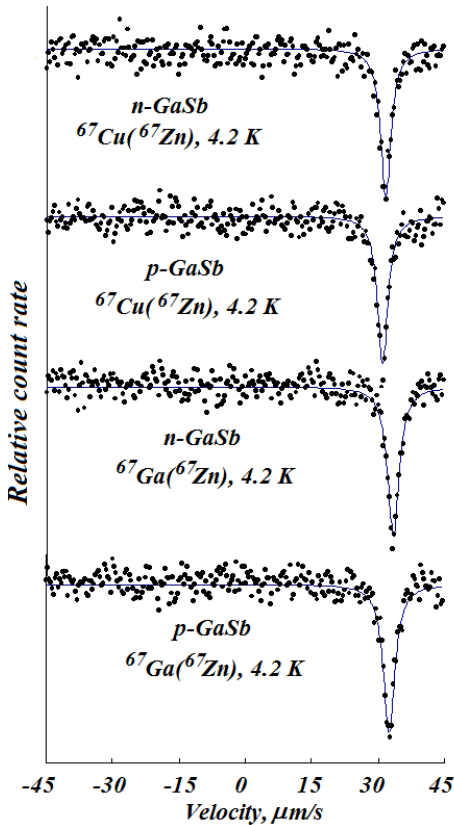 n-GaSb
⁶⁷Cu(⁶⁷Zn), 4.2 K
p-GaSb
⁶⁷Cu(⁶⁷Zn), 4.2 K
n-GaSb
⁶⁷Ga(⁶⁷Zn), 4.2 K
p-GaSb
⁶⁷Ga(⁶⁷Zn), 4.2 K
Relative count rate
-45 -30 -15 0 15 30 45
Velocity, μm/s